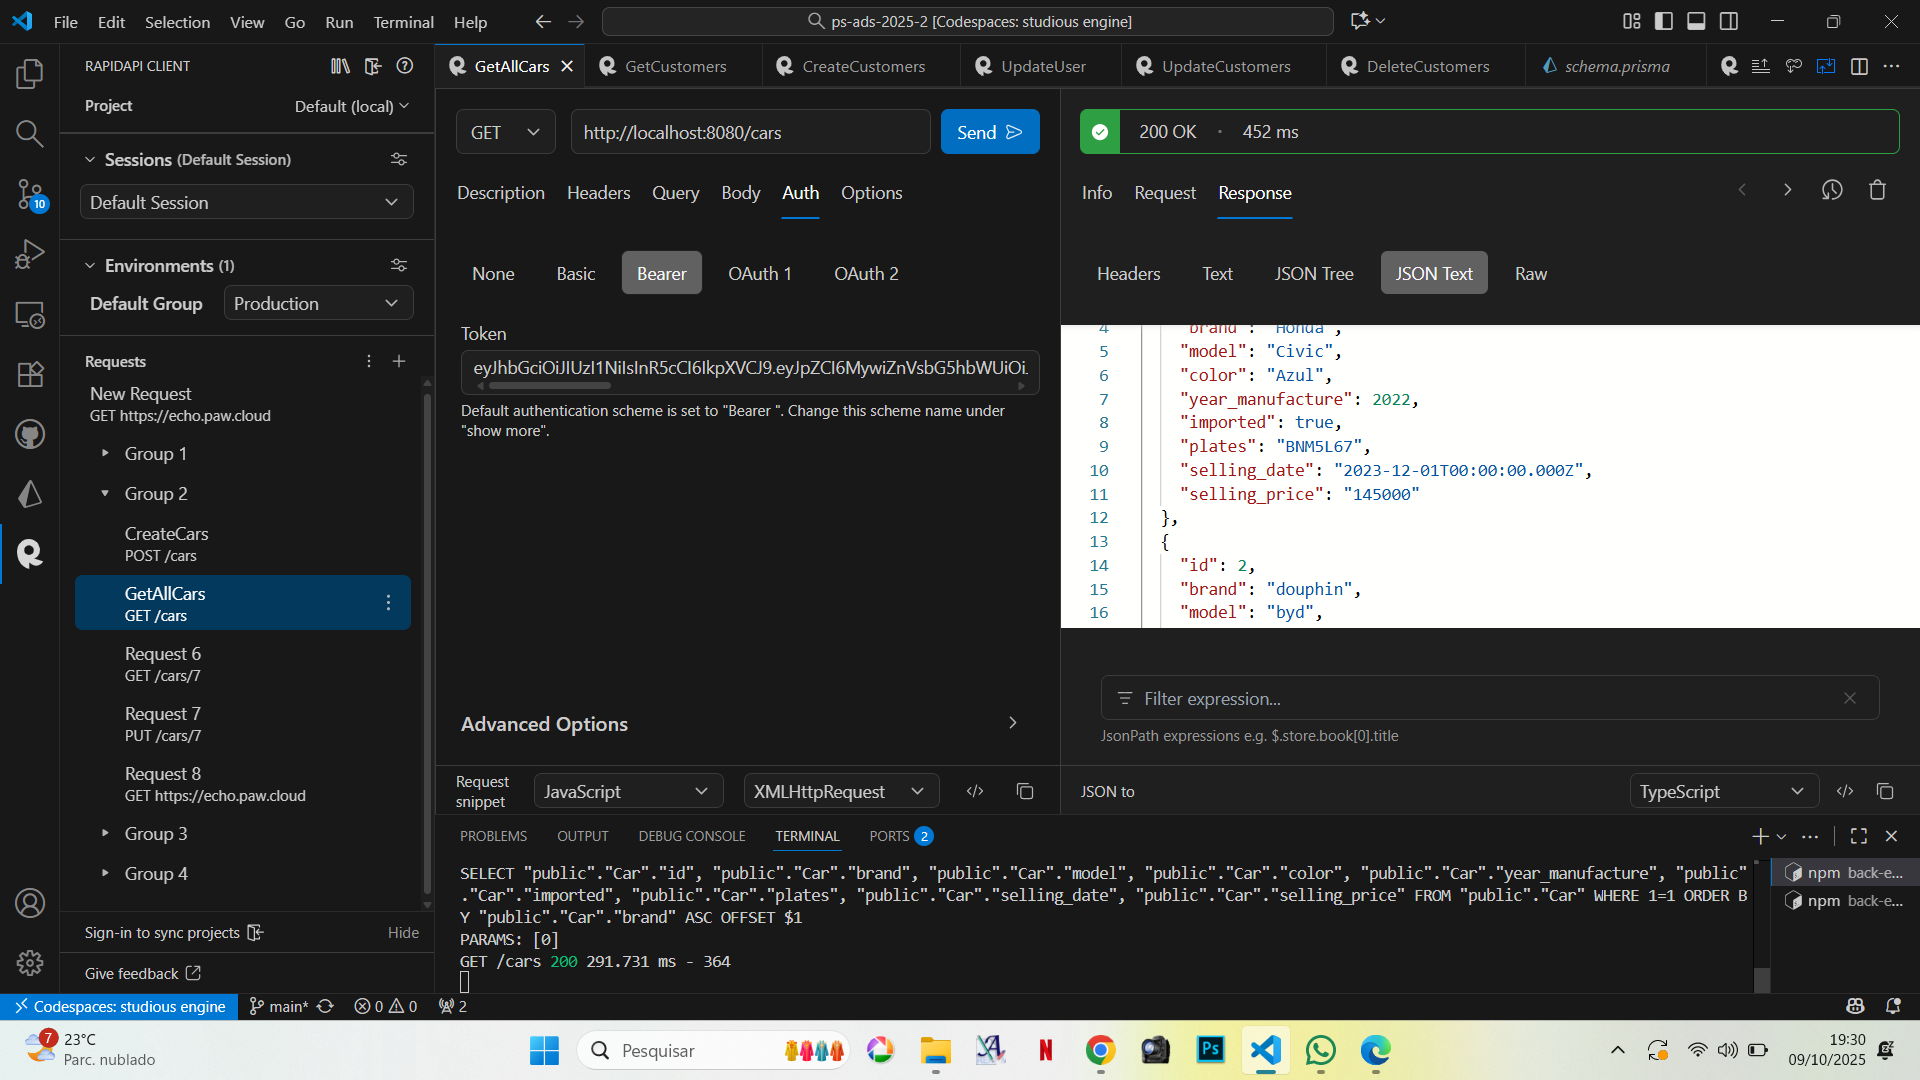 File Edit Selection View Go Run Terminal Help
ps-ads-2025-2 [Codespaces: studious engine]
RAPIDAPI CLIENT
Project
Default (local)
Sessions (Default Session)
Default Session
Environments (1)
Default Group
Production
Requests
New Request
GET https://echo.paw.cloud
Group 1
Group 2
CreateCars
POST /cars
GetAllCars
GET /cars
Request 6
GET /cars/7
Request 7
PUT /cars/7
Request 8
GET https://echo.paw.cloud
Group 3
Group 4
Sign-in to sync projects
Hide
Give feedback
10
GetAllCars
GetCustomers
CreateCustomers
UpdateUser
UpdateCustomers
DeleteCustomers
schema.prisma
GET
http://localhost:8080/cars
Send
Description Headers Query Body Auth Options
None Basic Bearer OAuth 1 OAuth 2
Token
eyJhbGciOiJIUzI1NiIsInR5cCI6IkpXVCJ9.eyJpZCI6MywiZnVsbG5hbWUiOi.
Default authentication scheme is set to "Bearer ". Change this scheme name under
"show more".
Advanced Options
Request
snippet
JavaScript
XMLHttpRequest
200 OK · 452 ms
Info Request Response
Headers Text JSON Tree JSON Text Raw
4 "brand": "Honda",
5 "model": "Civic",
6 "color": "Azul",
7 "year_manufacture": 2022,
8 "imported": true,
9 "plates": "BNM5L67",
10 "selling_date": "2023-12-01T00:00:00.000Z",
11 "selling_price": "145000"
12 },
13 {
14 "id": 2,
15 "brand": "douphin",
16 "model": "byd",
Filter expression...
JsonPath expressions e.g. $.store.book[0].title
JSON to
TypeScript
PROBLEMS OUTPUT DEBUG CONSOLE TERMINAL PORTS 2
SELECT "public"."Car"."id", "public"."Car"."brand", "public"."Car"."model", "public"."Car"."color", "public"."Car"."year_manufacture", "public"
."Car"."imported", "public"."Car"."plates", "public"."Car"."selling_date", "public"."Car"."selling_price" FROM "public"."Car" WHERE 1=1 ORDER B
Y "public"."Car"."brand" ASC OFFSET $1
PARAMS: [0]
GET /cars 200 291.731 ms - 364
npm back-e...
npm back-e...
Codespaces: studious engine
main*
0 0
2
7
23°C
Parc. nublado
Pesquisar
N
Ps
19:30
09/10/2025